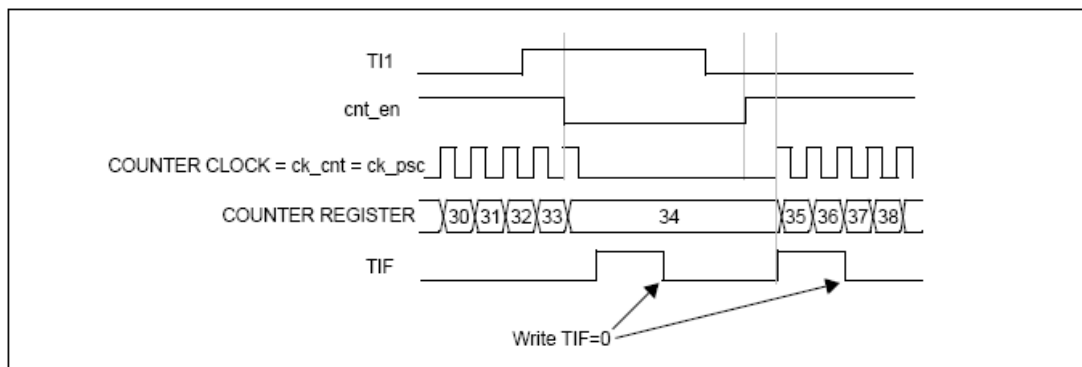 TI1
cnt_en
COUNTER CLOCK = ck_cnt = ck_psc
COUNTER REGISTER
30 31 32 33 34 35 36 37 38
TIF
Write TIF=0